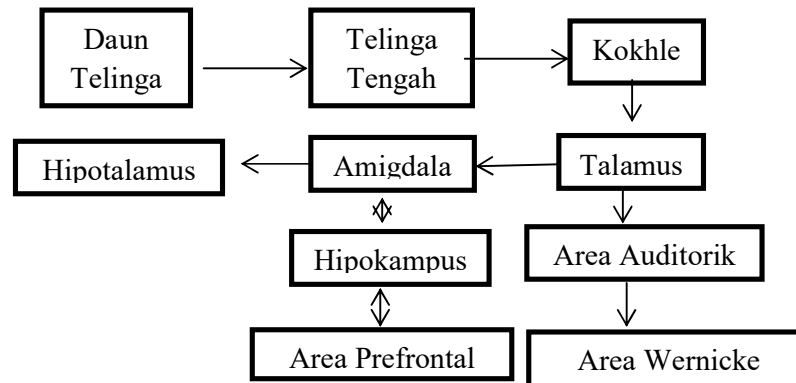 Daun
Telinga
Telinga
Tengah
Kokhle
Hipotalamus
Amigdala
Talamus
Hipokampus
Area Auditorik
Area Prefrontal
Area Wernicke